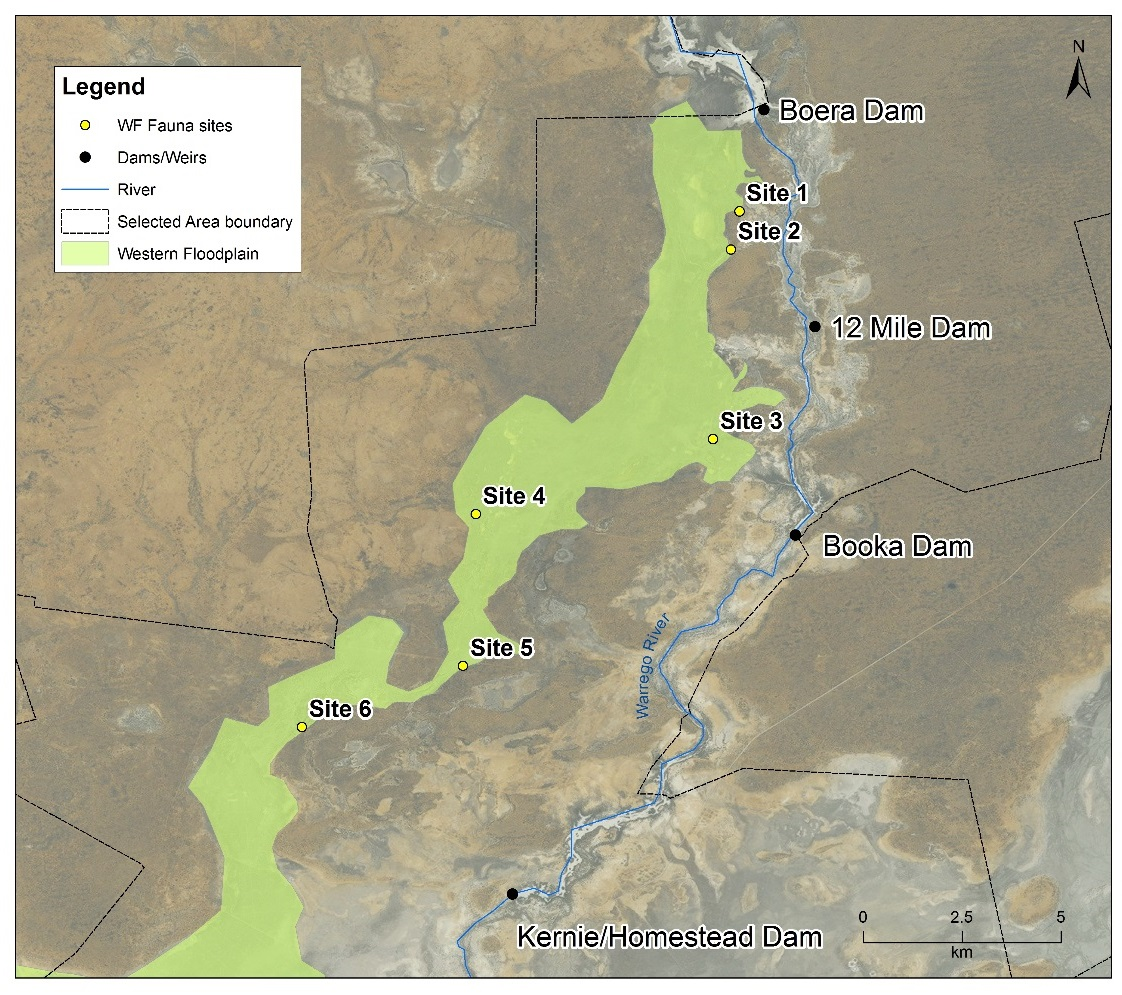 Legend
WF Fauna sites
Dams/Weirs
River
Selected Area boundary
Western Floodplain
N
Boera Dam
Site 1
Site 2
12 Mile Dam
Site 3
Site 4
Booka Dam
Warrego River
Site 5
Site 6
Kernie/Homestead Dam
0 2.5 5
km